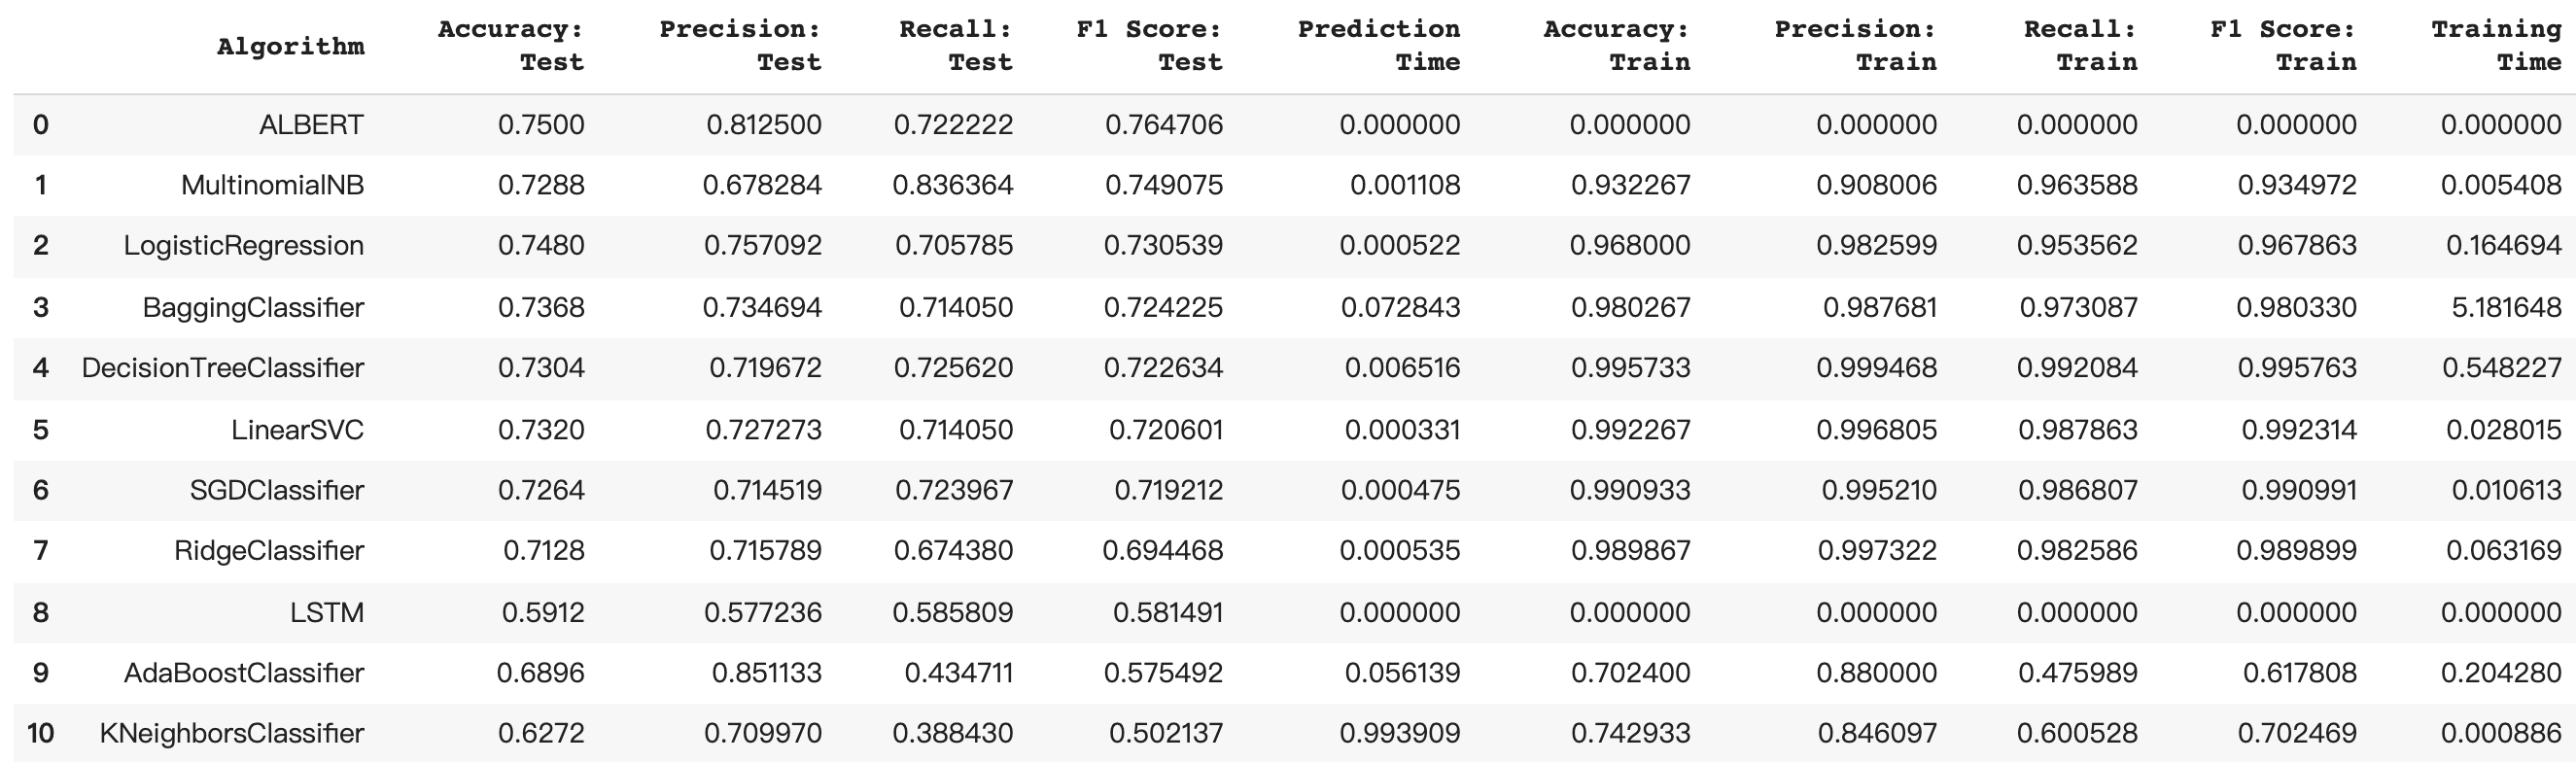 Algorithm Accuracy: Test Precision: Test Recall: Test F1 Score: Test Prediction Time Accuracy: Train Precision: Train Recall: Train F1 Score: Train Training Time
0 ALBERT 0.7500 0.812500 0.722222 0.764706 0.000000 0.000000 0.000000 0.000000 0.000000 0.000000
1 MultinomialNB 0.7288 0.678284 0.836364 0.749075 0.001108 0.932267 0.908006 0.963588 0.934972 0.005408
2 LogisticRegression 0.7480 0.757092 0.705785 0.730539 0.000522 0.968000 0.982599 0.953562 0.967863 0.164694
3 BaggingClassifier 0.7368 0.734694 0.714050 0.724225 0.072843 0.980267 0.987681 0.973087 0.980330 5.181648
4 DecisionTreeClassifier 0.7304 0.719672 0.725620 0.722634 0.006516 0.995733 0.999468 0.992084 0.995763 0.548227
5 LinearSVC 0.7320 0.727273 0.714050 0.720601 0.000331 0.992267 0.996805 0.987863 0.992314 0.028015
6 SGDClassifier 0.7264 0.714519 0.723967 0.719212 0.000475 0.990933 0.995210 0.986807 0.990991 0.010613
7 RidgeClassifier 0.7128 0.715789 0.674380 0.694468 0.000535 0.989867 0.997322 0.982586 0.989899 0.063169
8 LSTM 0.5912 0.577236 0.585809 0.581491 0.000000 0.000000 0.000000 0.000000 0.000000 0.000000
9 AdaBoostClassifier 0.6896 0.851133 0.434711 0.575492 0.056139 0.702400 0.880000 0.475989 0.617808 0.204280
10 KNeighborsClassifier 0.6272 0.709970 0.388430 0.502137 0.993909 0.742933 0.846097 0.600528 0.702469 0.000886